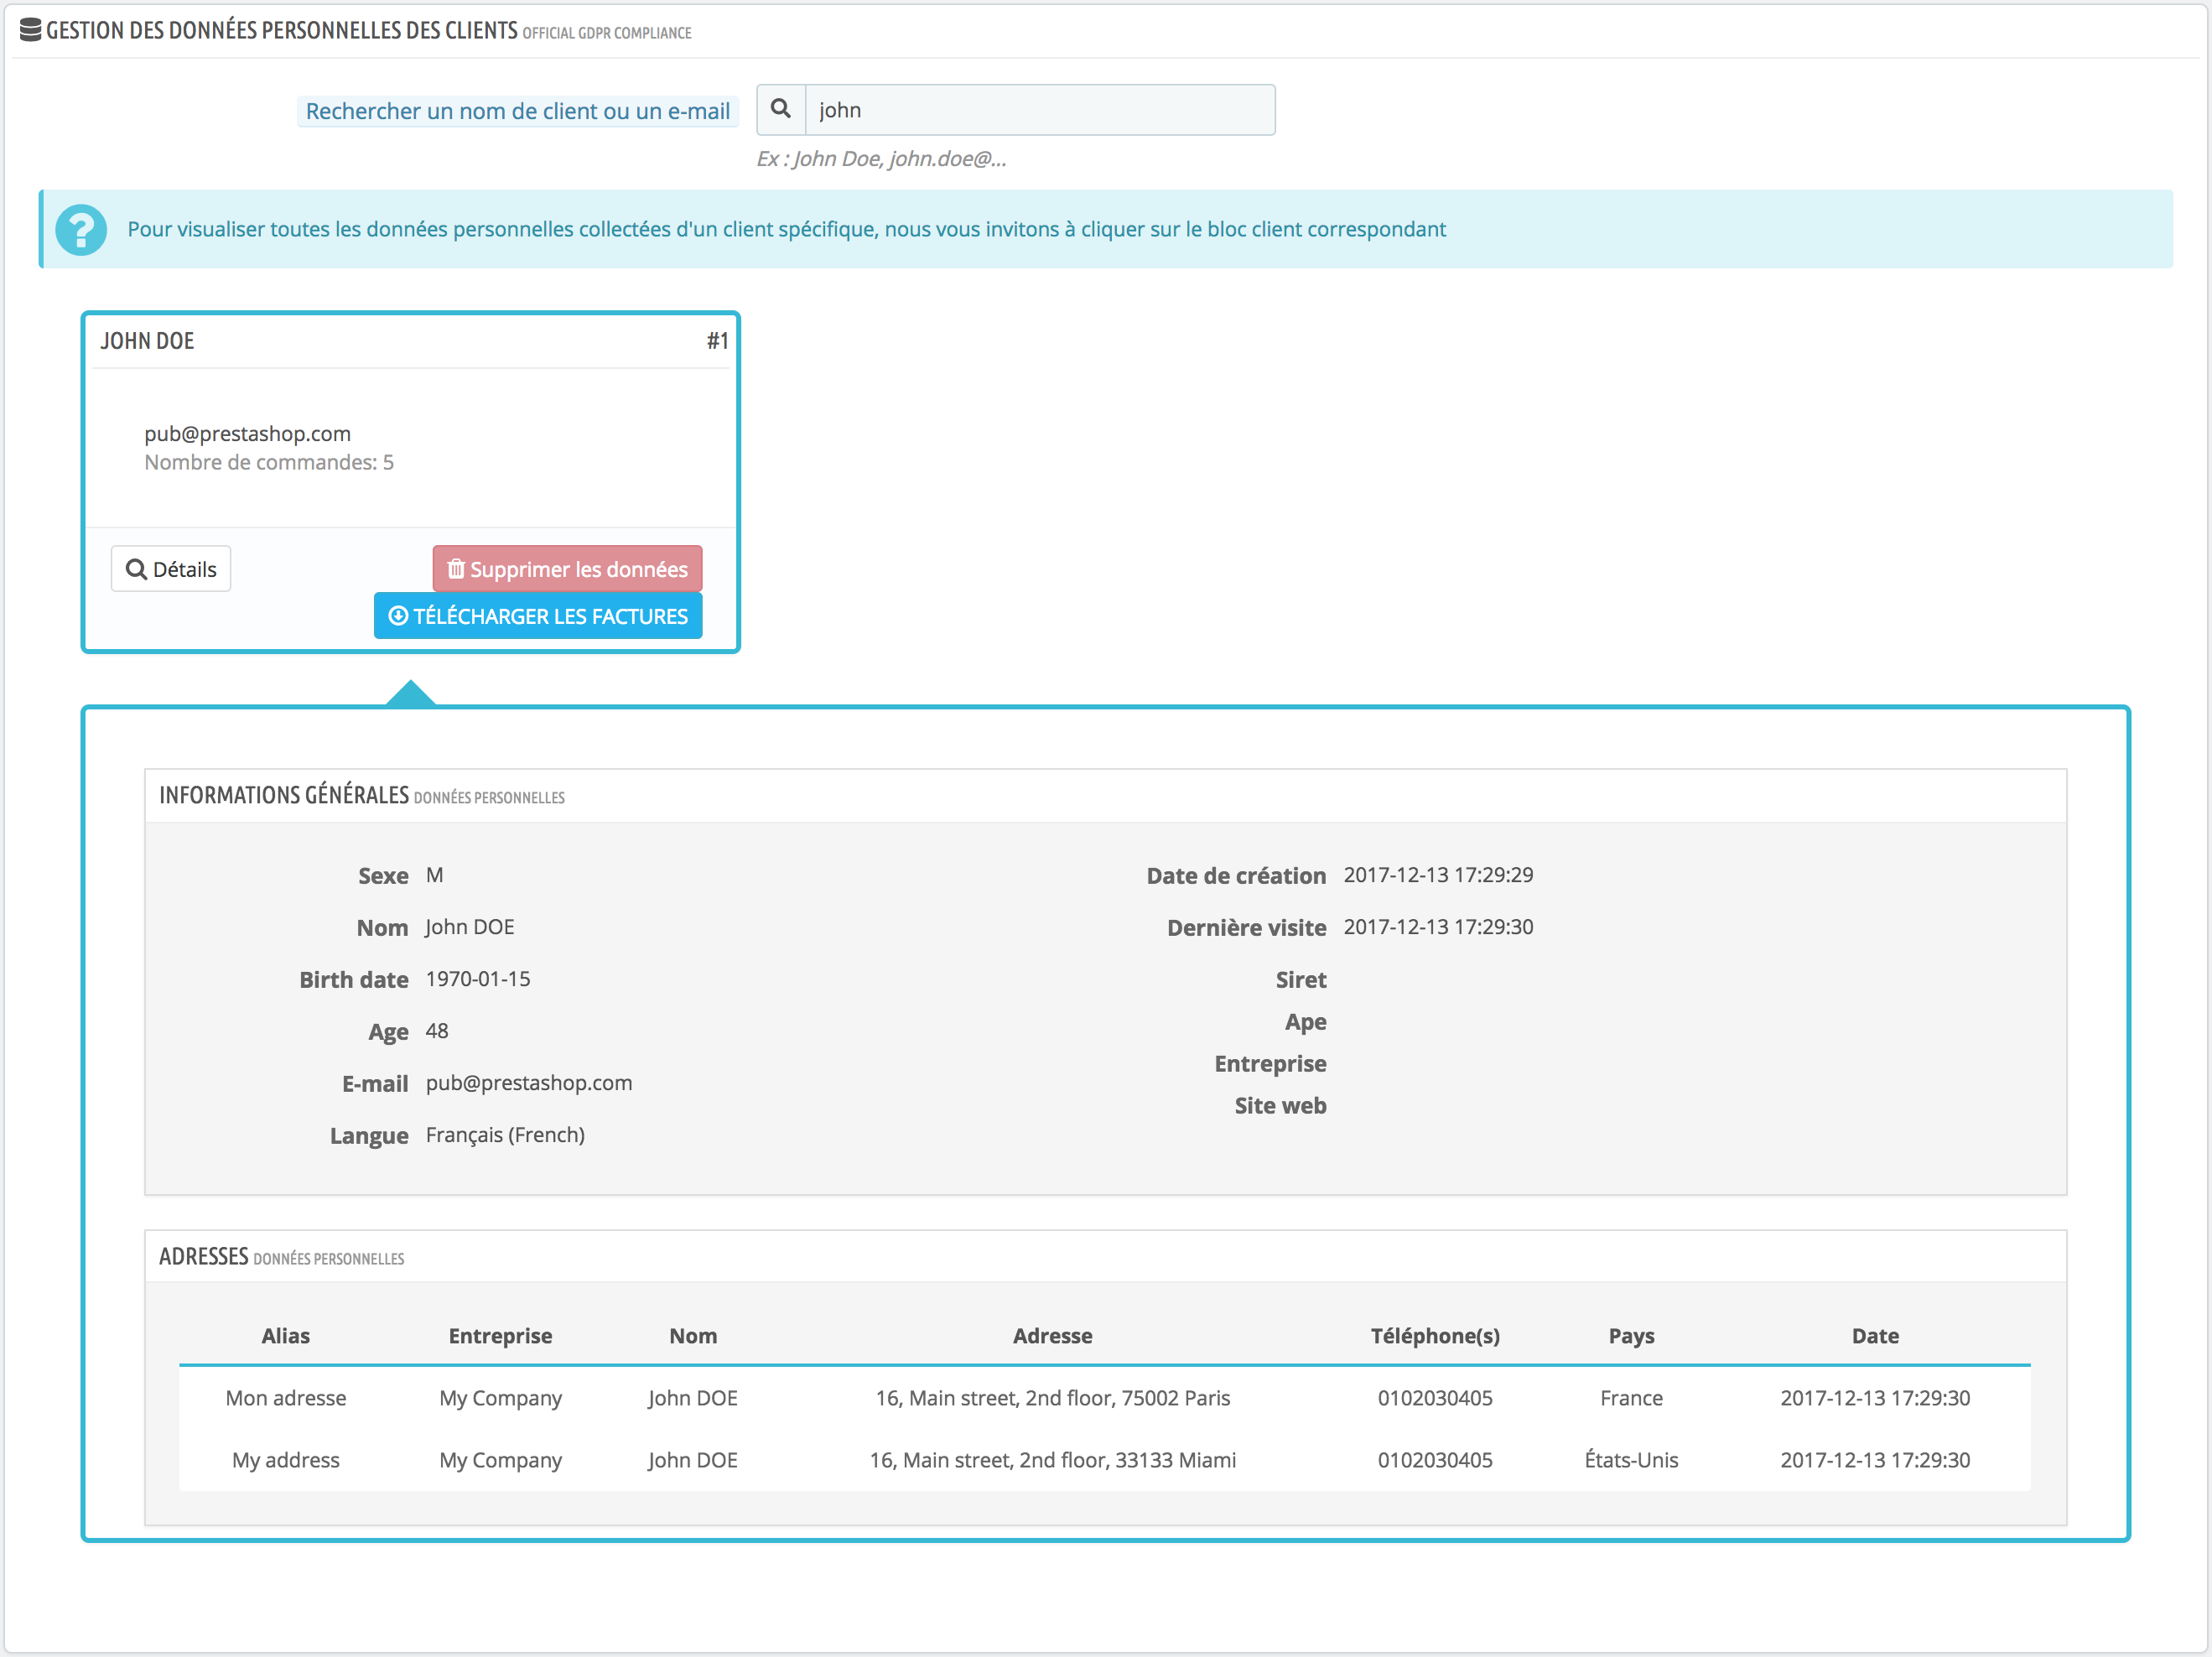 GESTION DES DONNÉES PERSONNELLES DES CLIENTS OFFICIAL GDPR COMPLIANCE
Rechercher un nom de client ou un e-mail
john
Ex : John Doe, john.doe@...
Pour visualiser toutes les données personnelles collectées d'un client spécifique, nous vous invitons à cliquer sur le bloc client correspondant
JOHN DOE #1
pub@prestashop.com
Nombre de commandes: 5
Détails
Supprimer les données
TÉLÉCHARGER LES FACTURES
INFORMATIONS GÉNÉRALES DONNÉES PERSONNELLES
Sexe M
Nom John DOE
Birth date 1970-01-15
Age 48
E-mail pub@prestashop.com
Langue Français (French)
Date de création 2017-12-13 17:29:29
Dernière visite 2017-12-13 17:29:30
Siret
Ape
Entreprise
Site web
ADRESSES DONNÉES PERSONNELLES
Alias Entreprise Nom Adresse Téléphone(s) Pays Date
Mon adresse My Company John DOE 16, Main street, 2nd floor, 75002 Paris 0102030405 France 2017-12-13 17:29:30
My address My Company John DOE 16, Main street, 2nd floor, 33133 Miami 0102030405 États-Unis 2017-12-13 17:29:30